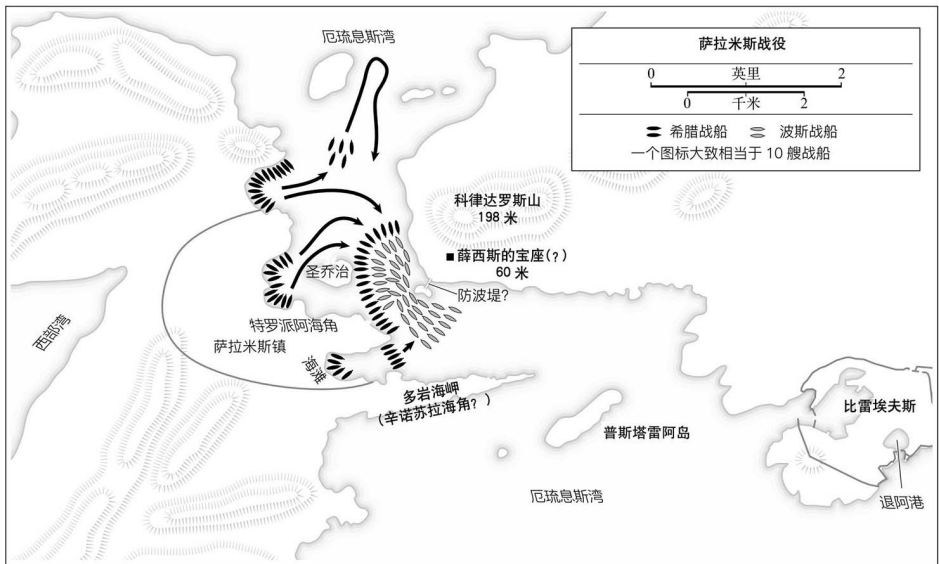 厄琉息斯湾
萨拉米斯战役
0 英里 2
0 千米 2
希腊战船 波斯战船
一个图标大致相当于 10 艘战船
科律达罗斯山
198 米
薛西斯的宝座(?)
60 米
防波堤?
圣乔治
特罗派阿海角
萨拉米斯镇
西部湾
海滩
多岩海岬
(辛诺苏拉海角?)
普斯塔雷阿岛
比雷埃夫斯
厄琉息斯湾
退阿港